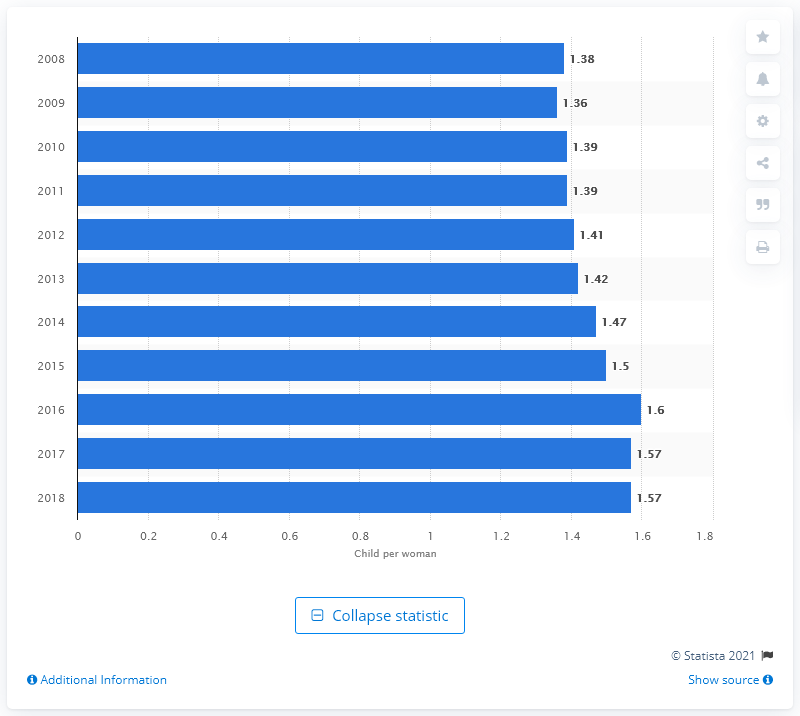 2008 1.38
2009 1.36
2010 1.39
2011 1.39
2012 1.41
2013 1.42
2014 1.47
2015 1.5
2016 1.6
2017 1.57
2018 1.57
0 0.2 0.4 0.6 0.8 1 1.2 1.4 1.6 1.8
Child per woman
Collapse statistic
© Statista 2021
Additional Information Show source